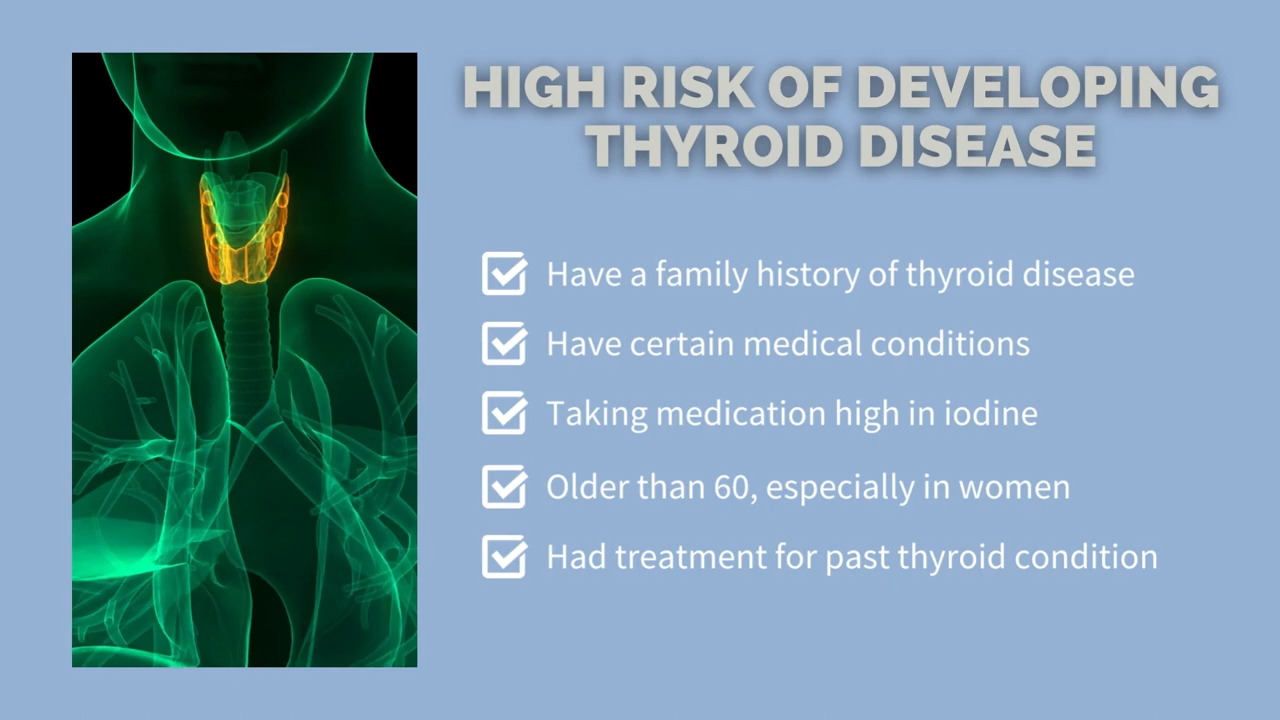 HIGH RISK OF DEVELOPING
THYROID DISEASE
Have a family history of thyroid disease
Have certain medical conditions
Taking medication high in iodine
Older than 60, especially in women
Had treatment for past thyroid condition